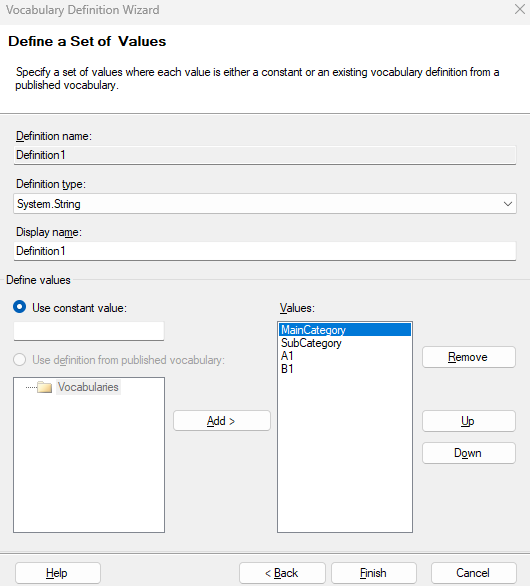 Vocabulary Definition Wizard
Define a Set of Values
Specify a set of values where each value is either a constant or an existing vocabulary definition from a
published vocabulary.
Definition name:
Definition1
Definition type:
System.String
Display name:
Definition1
Define values
Use constant value:
Values:
MainCategory
SubCategory
A1
B1
Remove
Use definition from published vocabulary:
Vocabularies
Add >
Up
Down
Help
< Back
Finish
Cancel